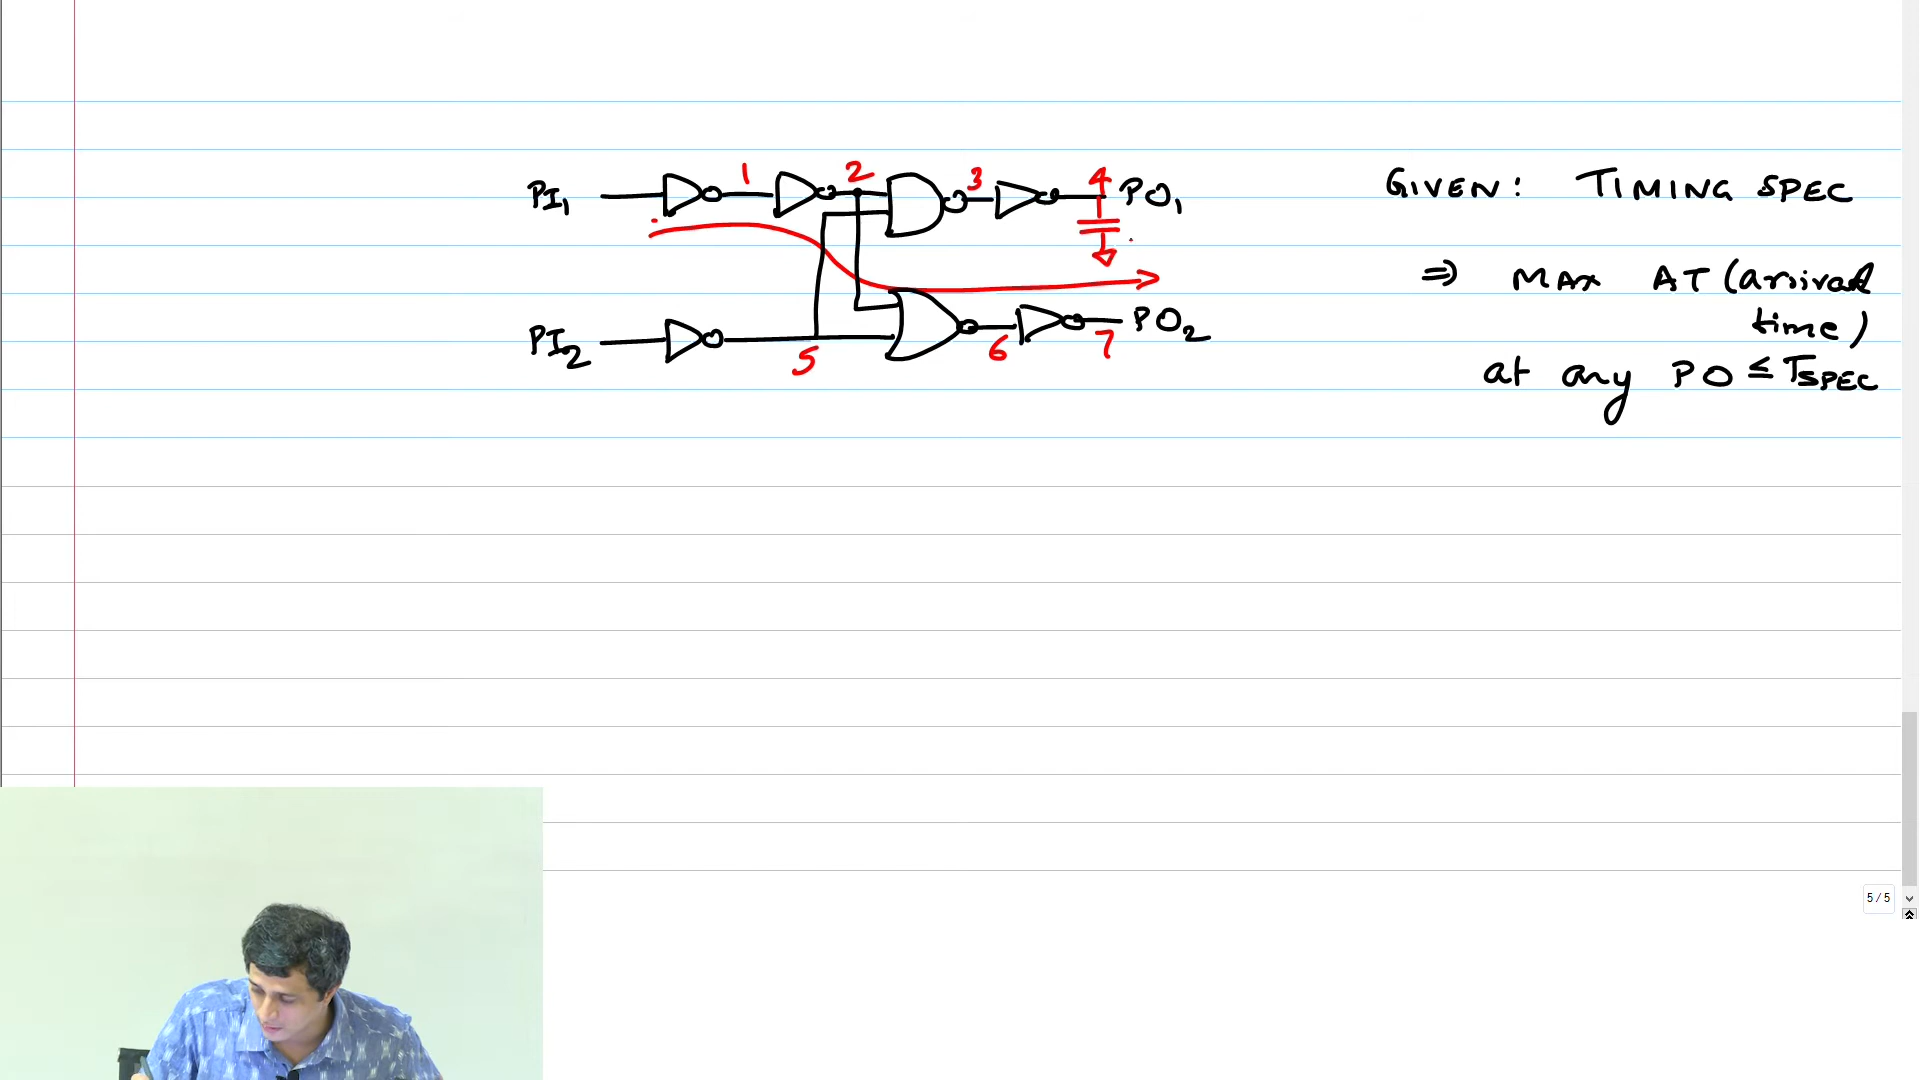 PI1 1 2 3 4 PO1
PI2 5 6 7 PO2
GIVEN: TIMING SPEC
⇒ MAX AT (arrival
time)
at any PO ≤ TSPEC
5 / 5